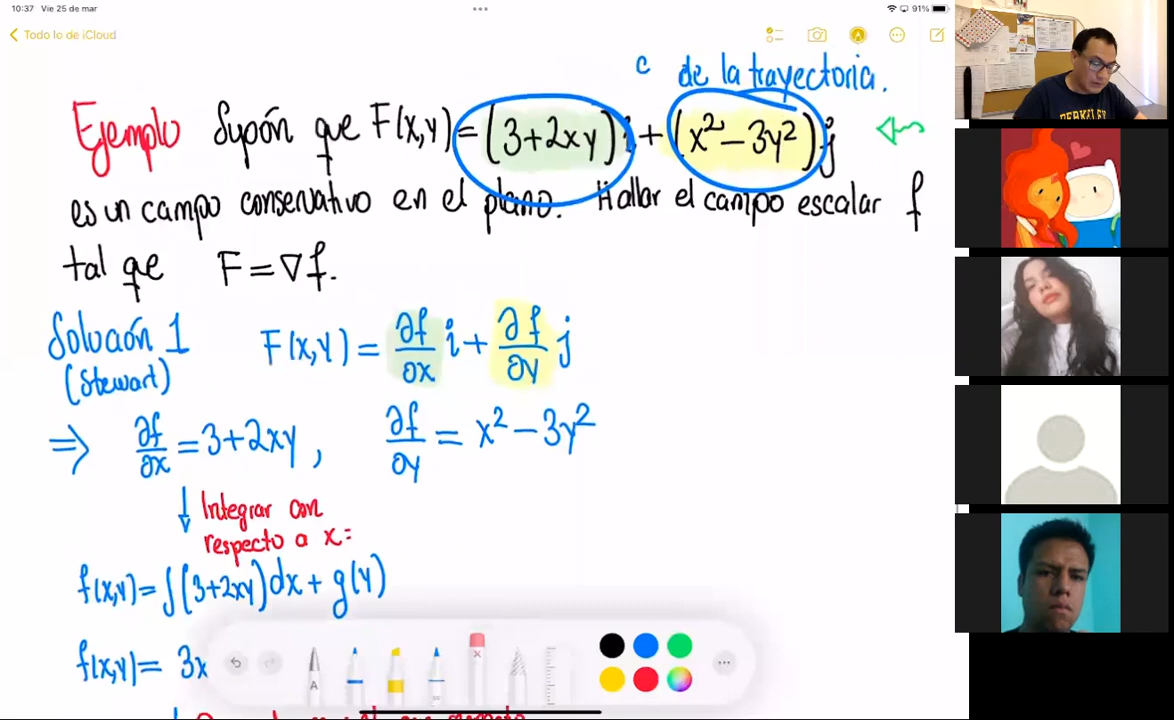 10:37 Vie 25 de mar
91%
Todo lo de iCloud
c de la trayectoria.
Ejemplo Supón que F(x,y)=(3+2xy)i+(x²-3y²)j
es un campo conservativo en el plano. Hallar el campo escalar f
tal que F=∇f.
Solución 1 F(x,y)= ∂f/∂x i+ ∂f/∂y j
(Stewart)
⇒ ∂f/∂x =3+2xy, ∂f/∂y = x²-3y²
↓ Integrar con
respecto a x:
f(x,y)=∫(3+2xy)dx+g(y)
f(x,y)= 3x
A
BERKELEY